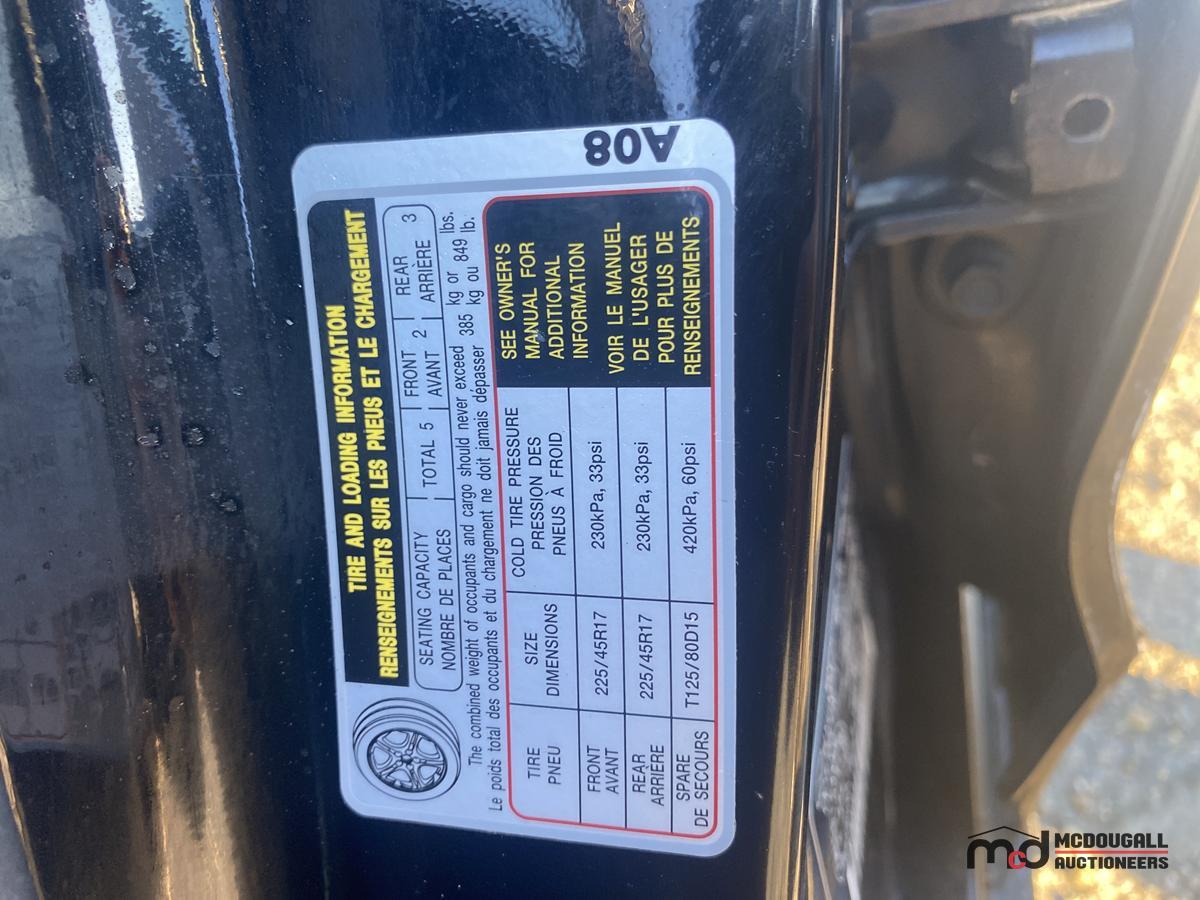 TIRE AND LOADING INFORMATION
RENSEIGNEMENTS SUR LES PNEUS ET LE CHARGEMENT
SEATING CAPACITY
NOMBRE DE PLACES
TOTAL 5
FRONT
AVANT 2
REAR
ARRIÈRE 3
The combined weight of occupants and cargo should never exceed 385 kg or 849 lbs.
Le poids total des occupants et du chargement ne doit jamais dépasser 385 kg ou 849 lb.
TIRE
PNEU
SIZE
DIMENSIONS
COLD TIRE PRESSURE
PRESSION DES
PNEUS À FROID
FRONT
AVANT
225/45R17
230kPa, 33psi
REAR
ARRIÈRE
225/45R17
230kPa, 33psi
SPARE
DE SECOURS
T125/80D15
420kPa, 60psi
SEE OWNER'S
MANUAL FOR
ADDITIONAL
INFORMATION
VOIR LE MANUEL
DE L'USAGER
POUR PLUS DE
RENSEIGNEMENTS
A08
mcd MCDOUGALL
AUCTIONEERS